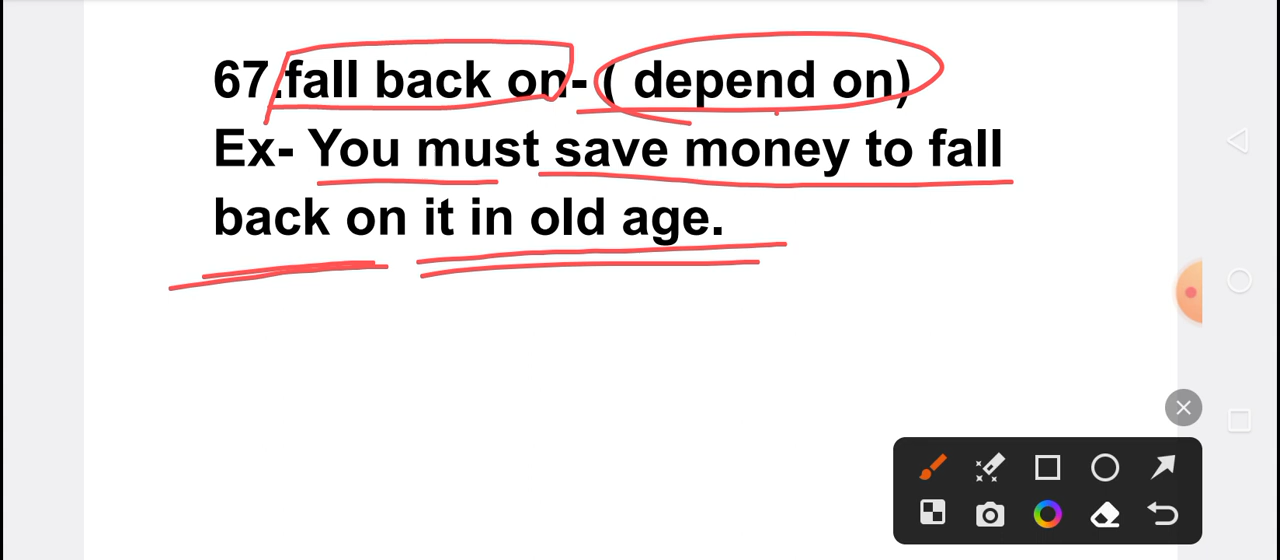 67.fall back on- ( depend on)
Ex- You must save money to fall
back on it in old age.